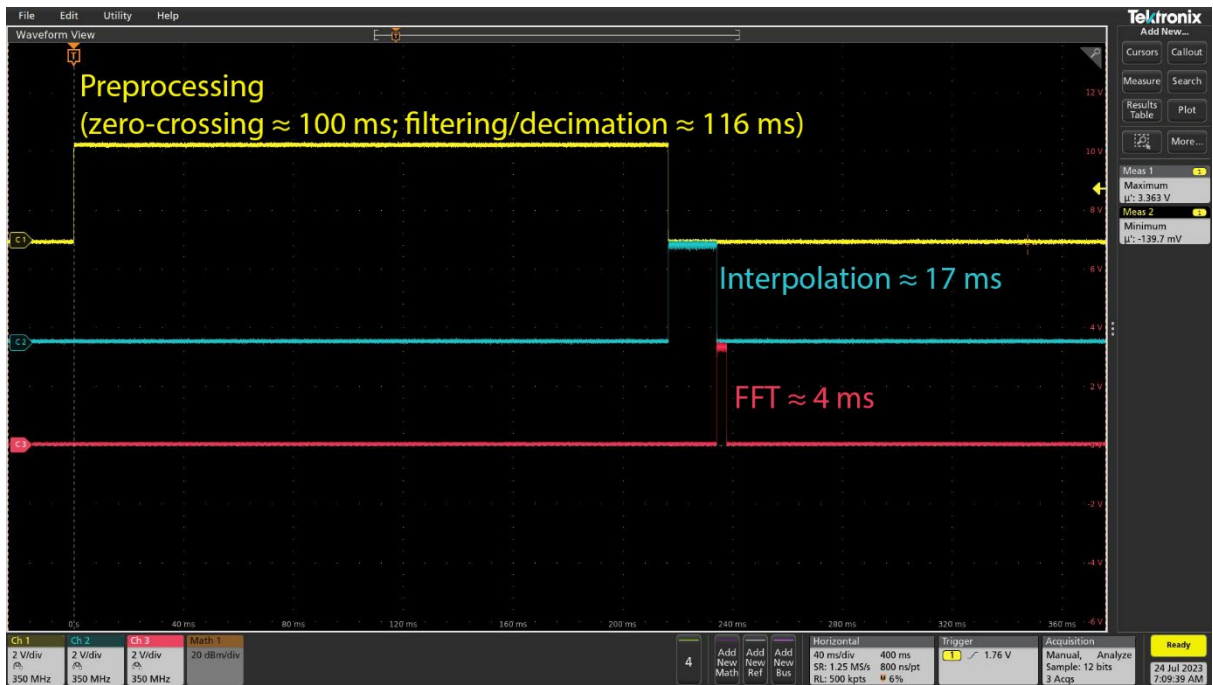 File Edit Utility Help
Tektronix
Waveform View
Add New...
T
T
Cursors Callout
Preprocessing
(zero-crossing ≈ 100 ms; filtering/decimation ≈ 116 ms)
12 V
Measure Search
Results Table Plot
More...
10 V
Meas 1 1
Maximum
µ': 3.363 V
8 V
Meas 2 1
Minimum
µ': -139.7 mV
C1
Interpolation ≈ 17 ms
6 V
4 V
C2
FFT ≈ 4 ms
2 V
C3
-2 V
-4 V
0 s 40 ms 80 ms 120 ms 160 ms 200 ms 240 ms 280 ms 320 ms 360 ms -6 V
Ch 1
2 V/div
350 MHz
Ch 2
2 V/div
350 MHz
Ch 3
2 V/div
350 MHz
Math 1
20 dBm/div
4
Add New Math
Add New Ref
Add New Bus
Horizontal
40 ms/div 400 ms
SR: 1.25 MS/s 800 ns/pt
RL: 500 kpts 6%
Trigger
1 1.76 V
Acquisition
Manual, Analyze
Sample: 12 bits
3 Acqs
Ready
24 Jul 2023
7:09:39 AM